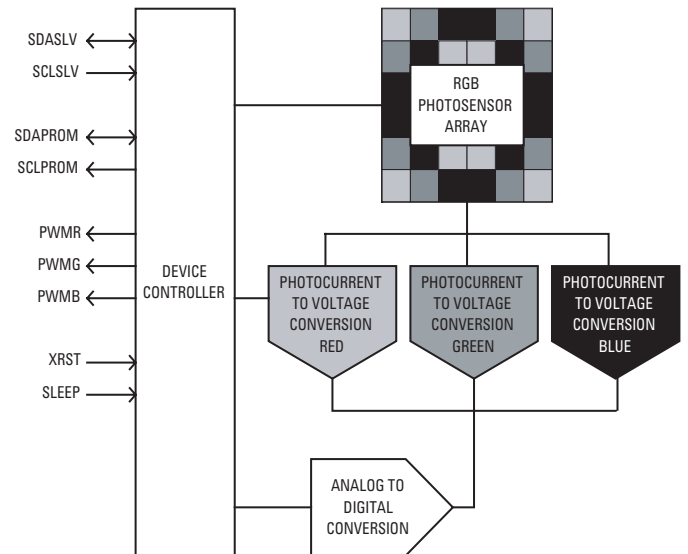 SDASLV
SCLSLV
SDAPROM
SCLPROM
PWMR
PWMG
PWMB
XRST
SLEEP
DEVICE
CONTROLLER
RGB
PHOTOSENSOR
ARRAY
PHOTOCURRENT
TO VOLTAGE
CONVERSION
RED
PHOTOCURRENT
TO VOLTAGE
CONVERSION
GREEN
PHOTOCURRENT
TO VOLTAGE
CONVERSION
BLUE
ANALOG TO
DIGITAL
CONVERSION